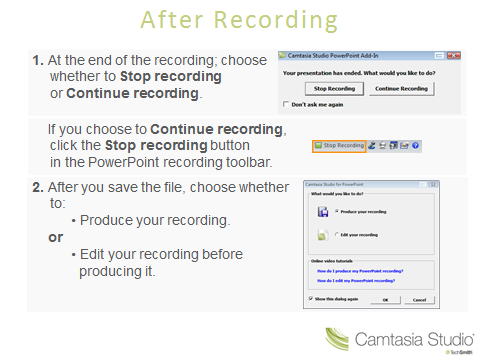 After Recording
1. At the end of the recording; choose
whether to Stop recording
or Continue recording.
Camtasia Studio PowerPoint Add-In
Your presentation has ended. What would you like to do?
Stop Recording
Continue Recording
Don't ask me again
If you choose to Continue recording,
click the Stop recording button
in the PowerPoint recording toolbar.
Stop Recording
2. After you save the file, choose whether
to:
• Produce your recording.
or
• Edit your recording before
producing it.
Camtasia Studio for PowerPoint
What would you like to do?
Produce your recording
Edit your recording
Online video tutorials
How do I produce my PowerPoint recording?
How do I edit my PowerPoint recording?
Show this dialog again
OK
Cancel
Camtasia Studio
TechSmith